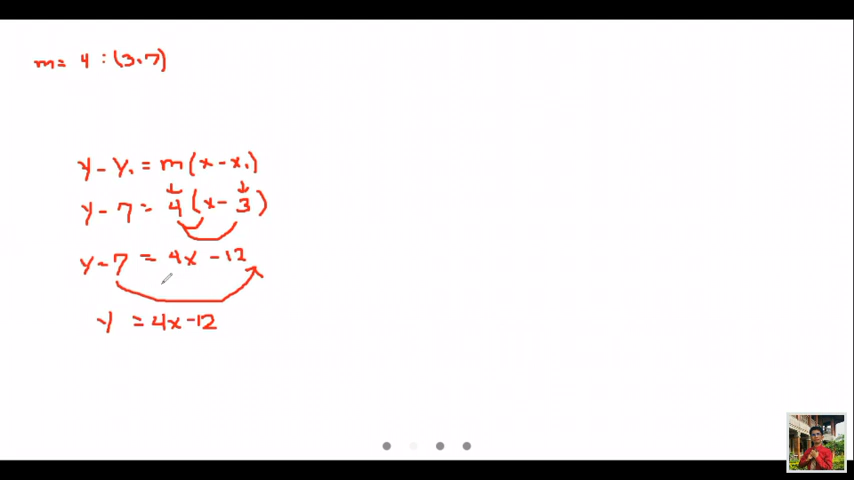 m= 4 : (3,7)
y - y₁ = m(x - x₁)
y - 7 = 4(x - 3)
y - 7 = 4x - 12
y = 4x - 12